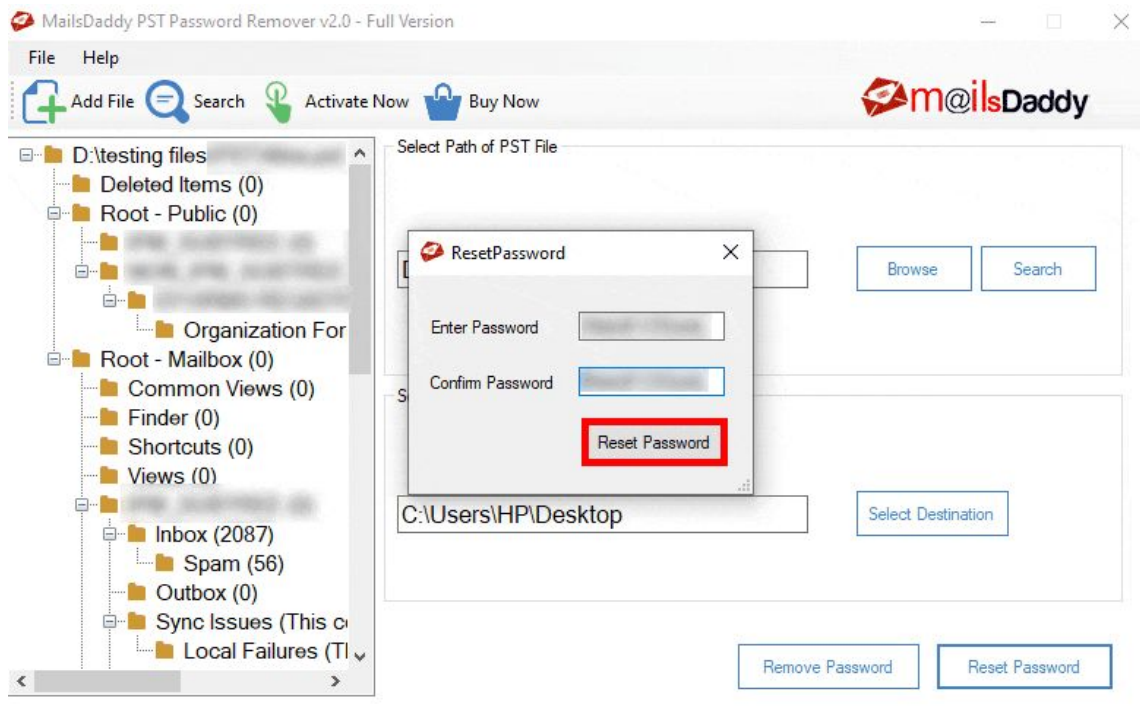 MailsDaddy PST Password Remover v2.0 - Full Version
File Help
Add File Search Activate Now Buy Now
m@ilsDaddy
D:\testing files
Deleted Items (0)
Root - Public (0)
Organization For
Root - Mailbox (0)
Common Views (0)
Finder (0)
Shortcuts (0)
Views (0)
Inbox (2087)
Spam (56)
Outbox (0)
Sync Issues (This c
Local Failures (T
Select Path of PST File
Browse Search
ResetPassword
Enter Password
Confirm Password
Reset Password
C:\Users\HP\Desktop
Select Destination
Remove Password Reset Password